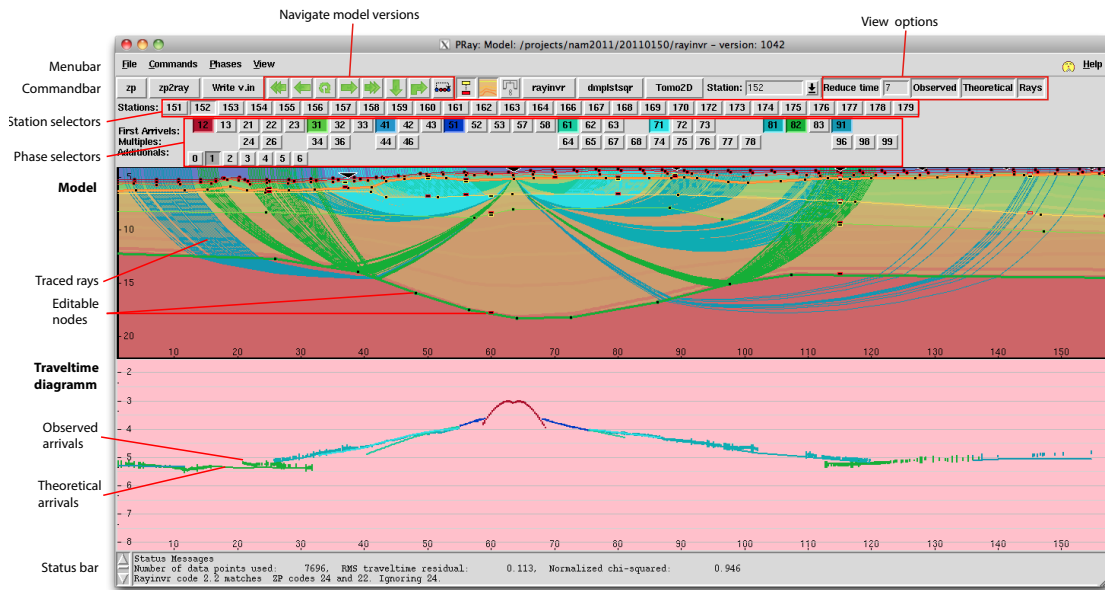 Navigate model versions
View options
PRay: Model: /projects/nam2011/20110150/rayinvr - version: 1042
Menubar
File Commands Phases View Help
Commandbar
zp zp2ray Write v.in rayinvr dmplstsqr Tomo2D Station: 152 Reduce time 7 Observed Theoretical Rays
Station selectors
Stations: 151 152 153 154 155 156 157 158 159 160 161 162 163 164 165 166 167 168 169 170 172 173 174 175 176 177 178 179
Phase selectors
First Arrivels: 12 13 21 22 23 31 32 33 41 42 43 51 52 53 57 58 61 62 63 71 72 73 81 82 83 91
Multiples: 24 26 34 36 44 46 64 65 67 68 74 75 76 77 78 96 98 99
Additionals: 0 1 2 3 4 5 6
Model
5
10
15
20
Traced rays
Editable
nodes
10 20 30 40 50 60 70 80 90 100 110 120 130 140 150
Traveltime
diagramm
2
3
4
5
6
7
8
Observed
arrivals
Theoretical
arrivals
10 20 30 40 50 60 70 80 90 100 110 120 130 140 150
Status bar
Status Messages
Number of data points used: 7696, RMS traveltime residual: 0.113, Normalized chi-squared: 0.946
Rayinvr code 2.2 matches ZP codes 24 and 22. Ignoring 24.